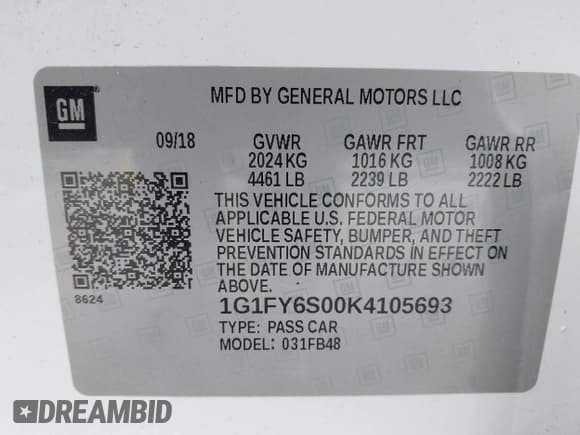 GM
MFD BY GENERAL MOTORS LLC
09/18 GVWR GAWR FRT GAWR RR
2024 KG 1016 KG 1008 KG
4461 LB 2239 LB 2222 LB
THIS VEHICLE CONFORMS TO ALL
APPLICABLE U.S. FEDERAL MOTOR
VEHICLE SAFETY, BUMPER, AND THEFT
PREVENTION STANDARDS IN EFFECT ON
THE DATE OF MANUFACTURE SHOWN
ABOVE.
8624
1G1FY6S00K4105693
TYPE: PASS CAR
MODEL: 031FB48
DREAMBID